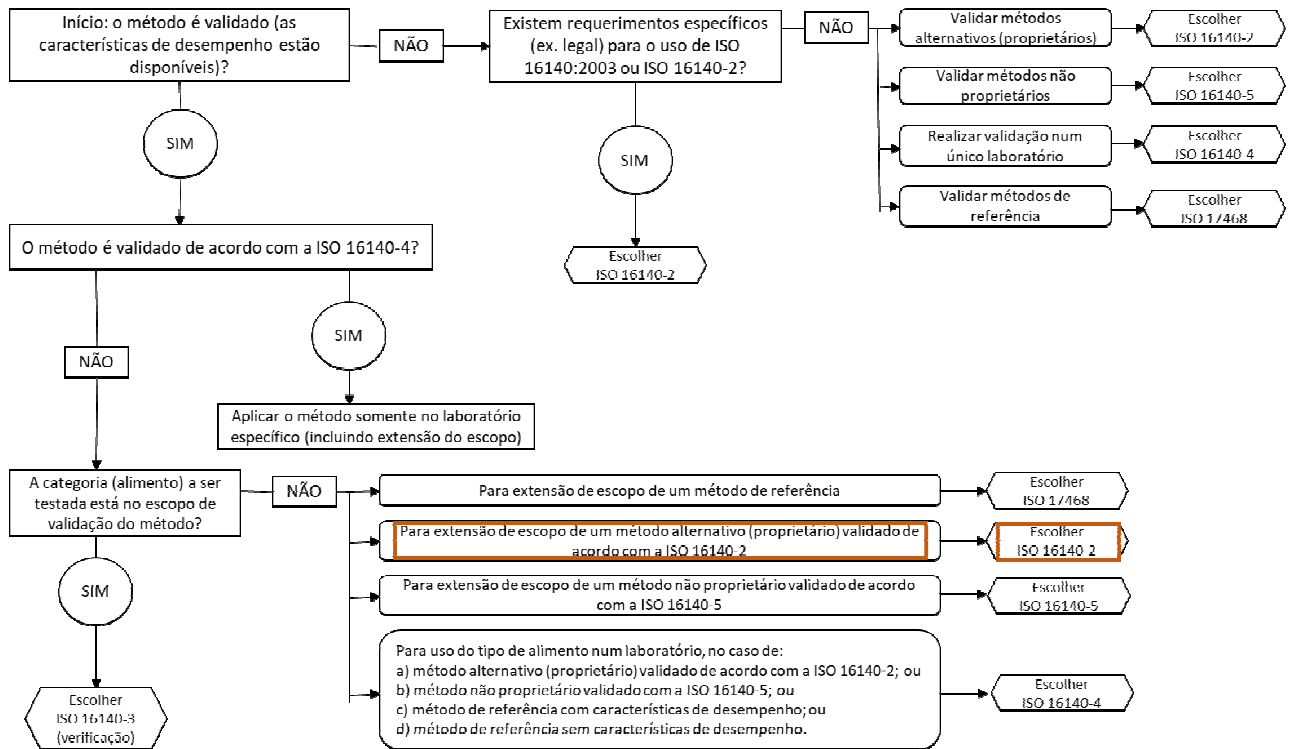 Início: o método é validado (as
características de desempenho estão
disponíveis)?
NÃO
Existem requerimentos específicos
(ex. legal) para o uso de ISO
16140:2003 ou ISO 16140-2?
NÃO
Validar métodos
alternativos (proprietários)
Escolher
ISO 16140-2
Validar métodos não
proprietários
Escolher
ISO 16140-5
Realizar validação num
único laboratório
Escolher
ISO 16140-4
Validar métodos de
referência
Escolher
ISO 17468
SIM
SIM
Escolher
ISO 16140-2
O método é validado de acordo com a ISO 16140-4?
SIM
NÃO
Aplicar o método somente no laboratório
específico (incluindo extensão do escopo)
A categoria (alimento) a ser
testada está no escopo de
validação do método?
NÃO
Para extensão de escopo de um método de referência
Escolher
ISO 17468
Para extensão de escopo de um método alternativo (proprietário) validado de
acordo com a ISO 16140-2
Escolher
ISO 16140-2
Para extensão de escopo de um método não proprietário validado de acordo
com a ISO 16140-5
Escolher
ISO 16140-5
Para uso do tipo de alimento num laboratório, no caso de:
a) método alternativo (proprietário) validado de acordo com a ISO 16140-2; ou
b) método não proprietário validado com a ISO 16140-5; ou
c) método de referência com características de desempenho; ou
d) método de referência sem características de desempenho.
Escolher
ISO 16140-4
SIM
Escolher
ISO 16140-3
(verificação)